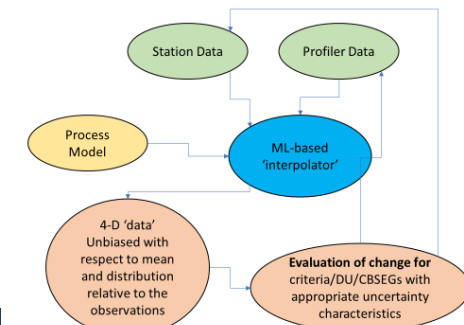 Station Data
Profiler Data
Process
Model
ML-based
'interpolator'
4-D 'data'
Unbiased with
respect to mean
and distribution
relative to the
observations
Evaluation of change for
criteria/DU/CBSEGs with
appropriate uncertainty
characteristics